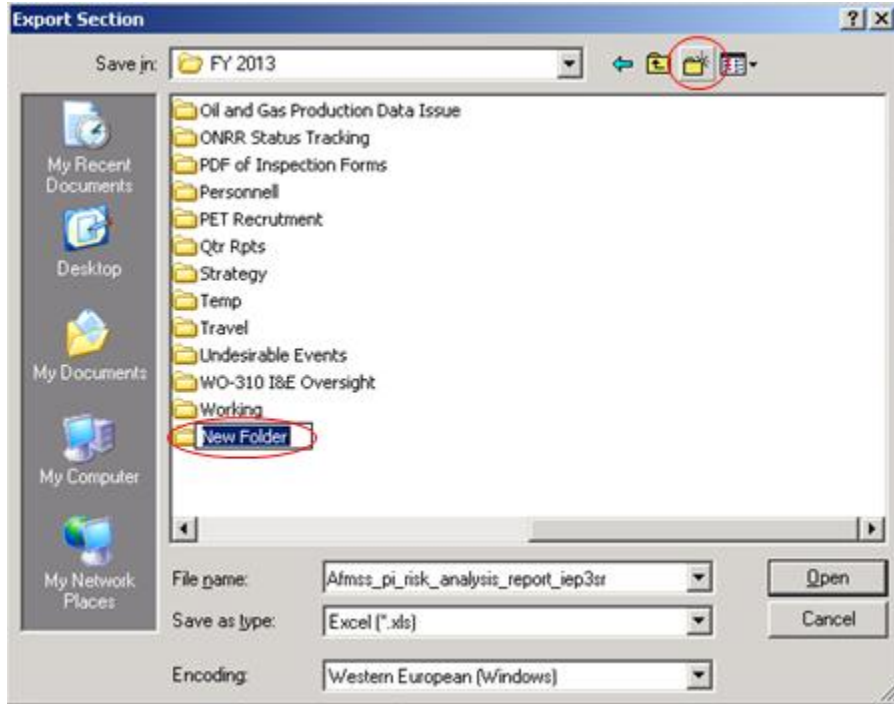 Export Section
Save in: FY 2013
Oil and Gas Production Data Issue
ONRR Status Tracking
PDF of Inspection Forms
Personnell
PET Recrutment
Qtr Rpts
Strategy
Temp
Travel
Undesirable Events
WO-310 I&E Oversight
Working
New Folder
My Recent
Documents
Desktop
My Documents
My Computer
My Network
Places
File name: Afmss_pi_risk_analysis_report_iep3sr
Open
Save as type: Excel (*.xls)
Cancel
Encoding: Western European (Windows)